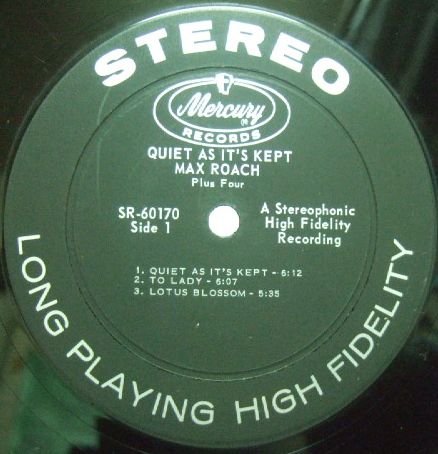 STEREO
Mercury
®
RECORDS
QUIET AS IT'S KEPT
MAX ROACH
Plus Four
SR-60170
Side 1
A Stereophonic
High Fidelity
Recording
1. QUIET AS IT'S KEPT - 6:12
2. TO LADY - 6:07
3. LOTUS BLOSSOM - 5:35
LONG PLAYING HIGH FIDELITY